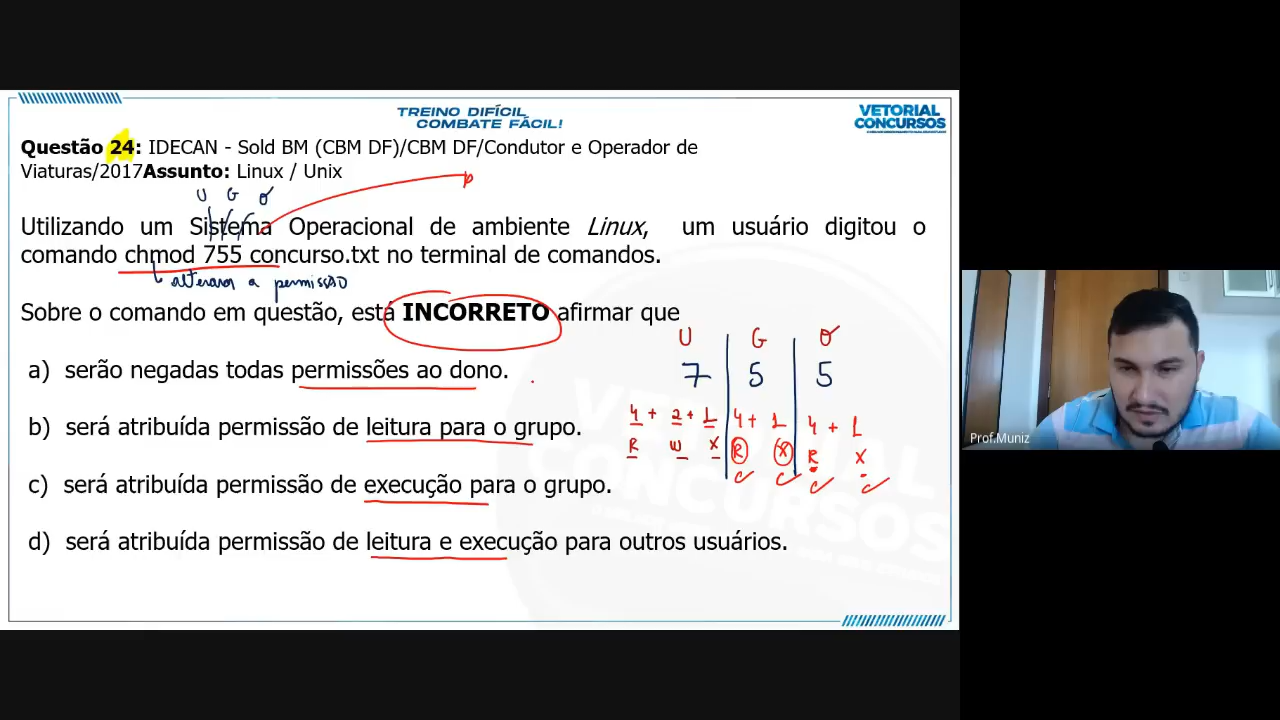 TREINO DIFÍCIL
COMBATE FÁCIL!
VETORIAL
CONCURSOS
Questão 24: IDECAN - Sold BM (CBM DF)/CBM DF/Condutor e Operador de
Viaturas/2017Assunto: Linux / Unix
U G O
Utilizando um Sistema Operacional de ambiente Linux, um usuário digitou o
comando chmod 755 concurso.txt no terminal de comandos.
alterar a permissão
Sobre o comando em questão, está INCORRETO afirmar que
U G O
7 5 5
a) serão negadas todas permissões ao dono.
4 + 2 + 1 4 + 1 4 + 1
b) será atribuída permissão de leitura para o grupo.
R W X R X R X
c) será atribuída permissão de execução para o grupo.
d) será atribuída permissão de leitura e execução para outros usuários.
Prof.Muniz